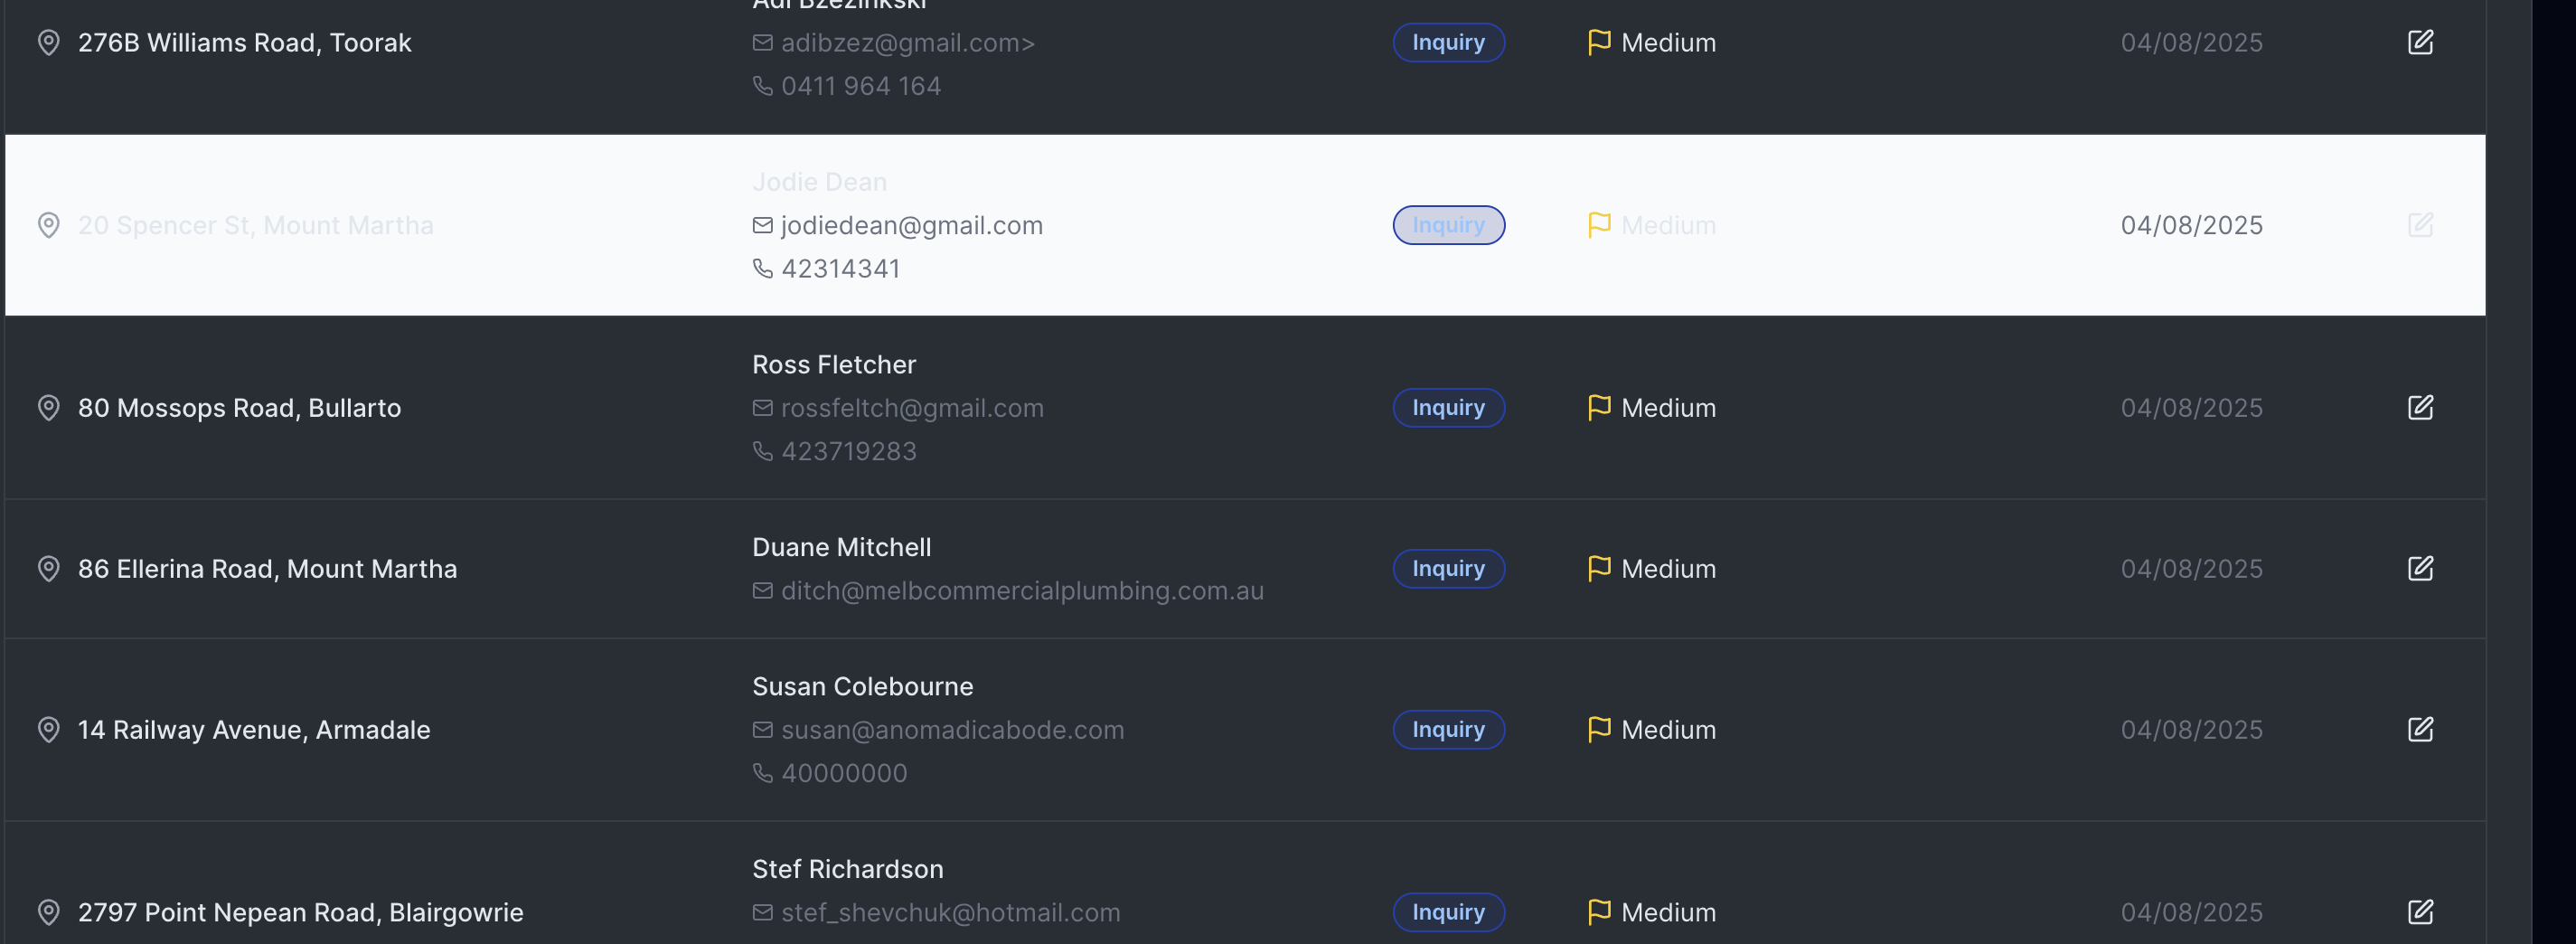 Adi Bzezinkski
276B Williams Road, Toorak
adibzez@gmail.com>
Inquiry
Medium
04/08/2025
0411 964 164
Jodie Dean
20 Spencer St, Mount Martha
jodiedean@gmail.com
Inquiry
Medium
04/08/2025
42314341
Ross Fletcher
80 Mossops Road, Bullarto
rossfeltch@gmail.com
Inquiry
Medium
04/08/2025
423719283
Duane Mitchell
86 Ellerina Road, Mount Martha
ditch@melbcommercialplumbing.com.au
Inquiry
Medium
04/08/2025
Susan Colebourne
14 Railway Avenue, Armadale
susan@anomadicabode.com
Inquiry
Medium
04/08/2025
40000000
Stef Richardson
2797 Point Nepean Road, Blairgowrie
stef_shevchuk@hotmail.com
Inquiry
Medium
04/08/2025